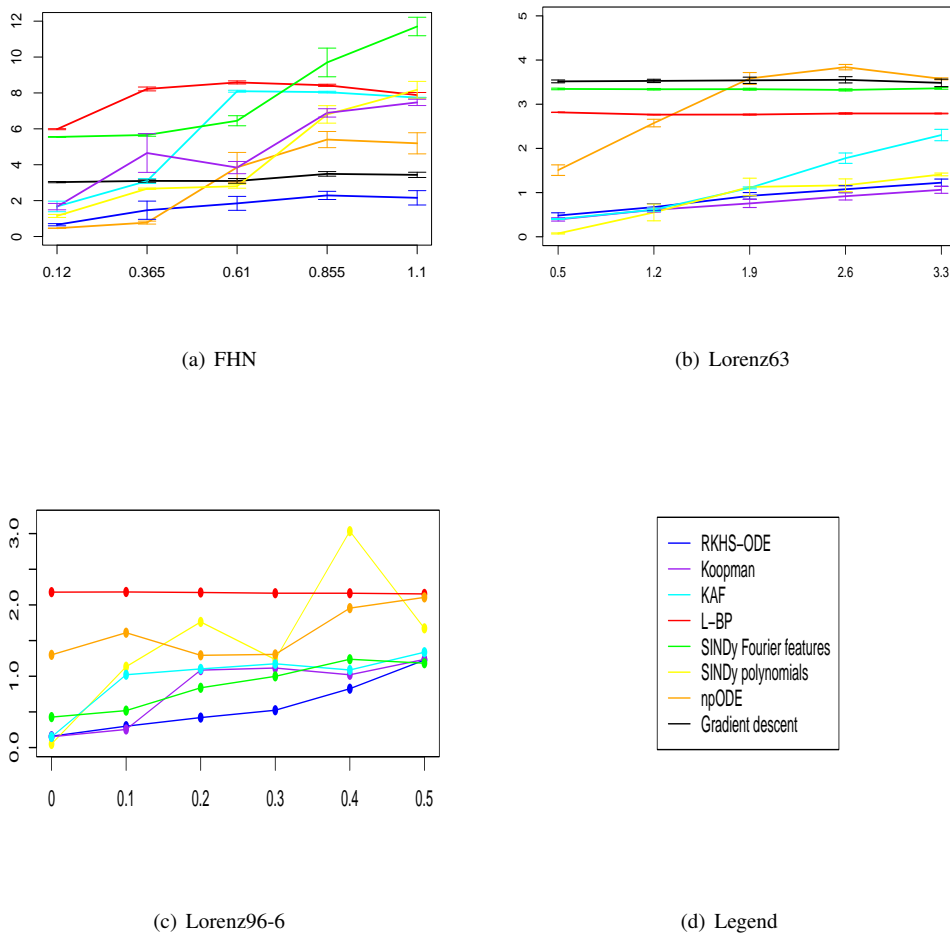 12
10
8
6
4
2
0
0.12 0.365 0.61 0.855 1.1
(a) FHN
5
4
3
2
1
0
0.5 1.2 1.9 2.6 3.3
(b) Lorenz63
3.0
2.0
1.0
0.0
0 0.1 0.2 0.3 0.4 0.5
(c) Lorenz96-6
RKHS-ODE
Koopman
KAF
L-BP
SINDy Fourier features
SINDy polynomials
npODE
Gradient descent
(d) Legend